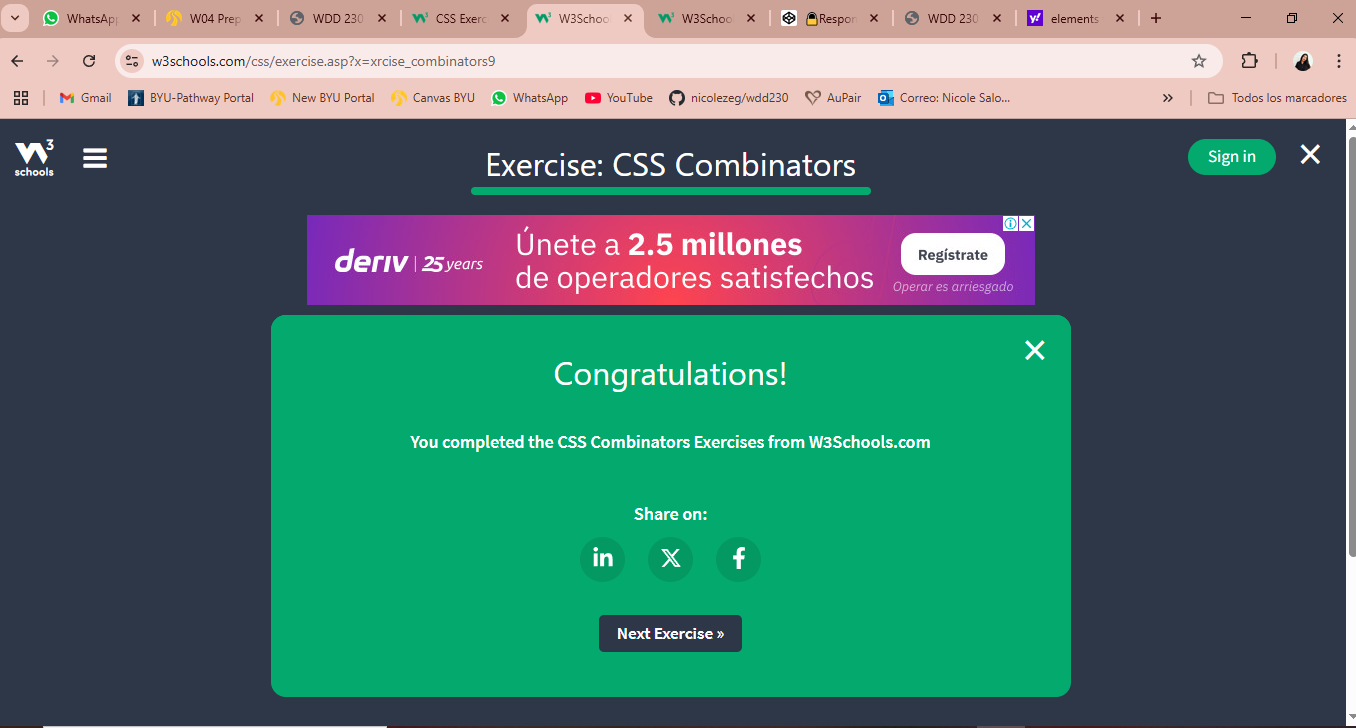 WhatsApp
W04 Prep
WDD 230
CSS Exerc
W3Schoo
W3Schoo
Respon
WDD 230
elements
w3schools.com/css/exercise.asp?x=xrcise_combinators9
Gmail
BYU-Pathway Portal
New BYU Portal
Canvas BYU
WhatsApp
YouTube
nicolezeg/wdd230
AuPair
Correo: Nicole Salo...
»
Todos los marcadores
W3
schools
Exercise: CSS Combinators
Sign in
deriv | 25 years
Únete a 2.5 millones
de operadores satisfechos
Regístrate
Operar es arriesgado
Congratulations!
You completed the CSS Combinators Exercises from W3Schools.com
Share on:
in
X
f
Next Exercise »